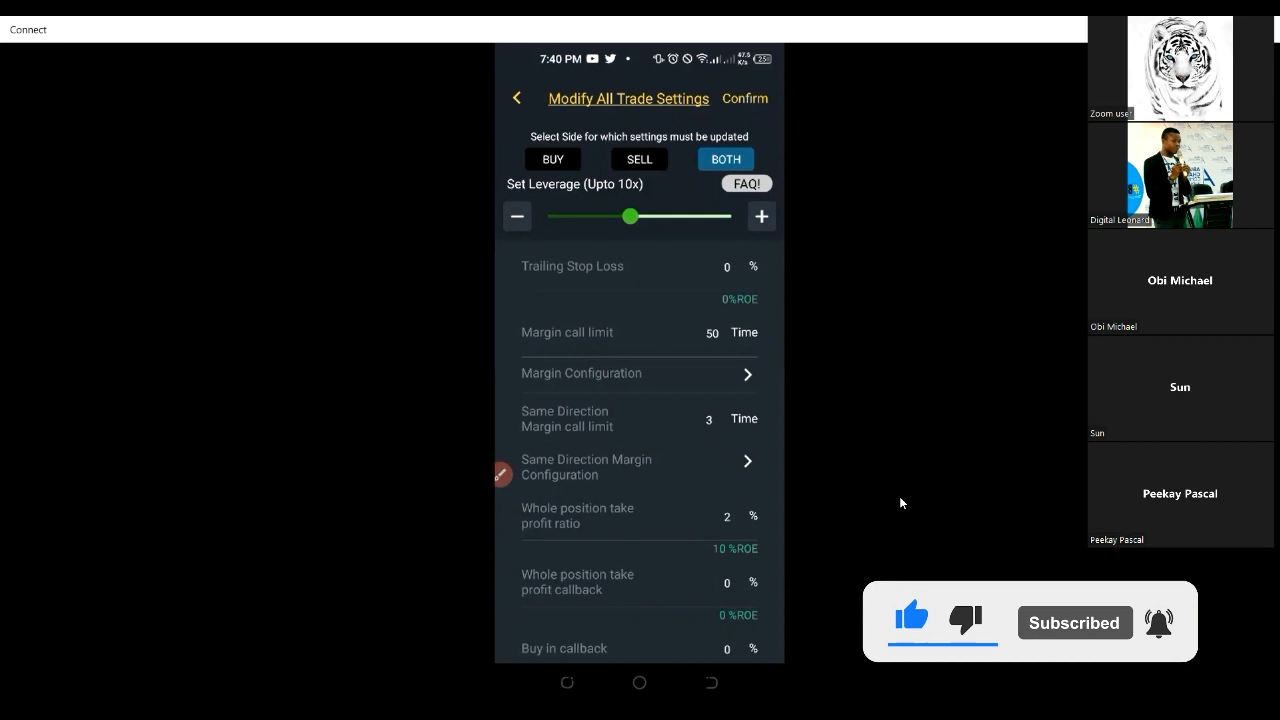 Connect
7:40 PM
47.5
K/s
25
Modify All Trade Settings
Confirm
Select Side for which settings must be updated
BUY
SELL
BOTH
Set Leverage (Upto 10x)
FAQ!
Trailing Stop Loss
0 %
0%ROE
Margin call limit
50 Time
Margin Configuration
Same Direction
Margin call limit
3 Time
Same Direction Margin
Configuration
Whole position take
profit ratio
2 %
10 %ROE
Whole position take
profit callback
0 %
0 %ROE
Buy in callback
0 %
Zoom user
Digital Leonard
Obi Michael
Obi Michael
Sun
Sun
Peekay Pascal
Peekay Pascal
Subscribed